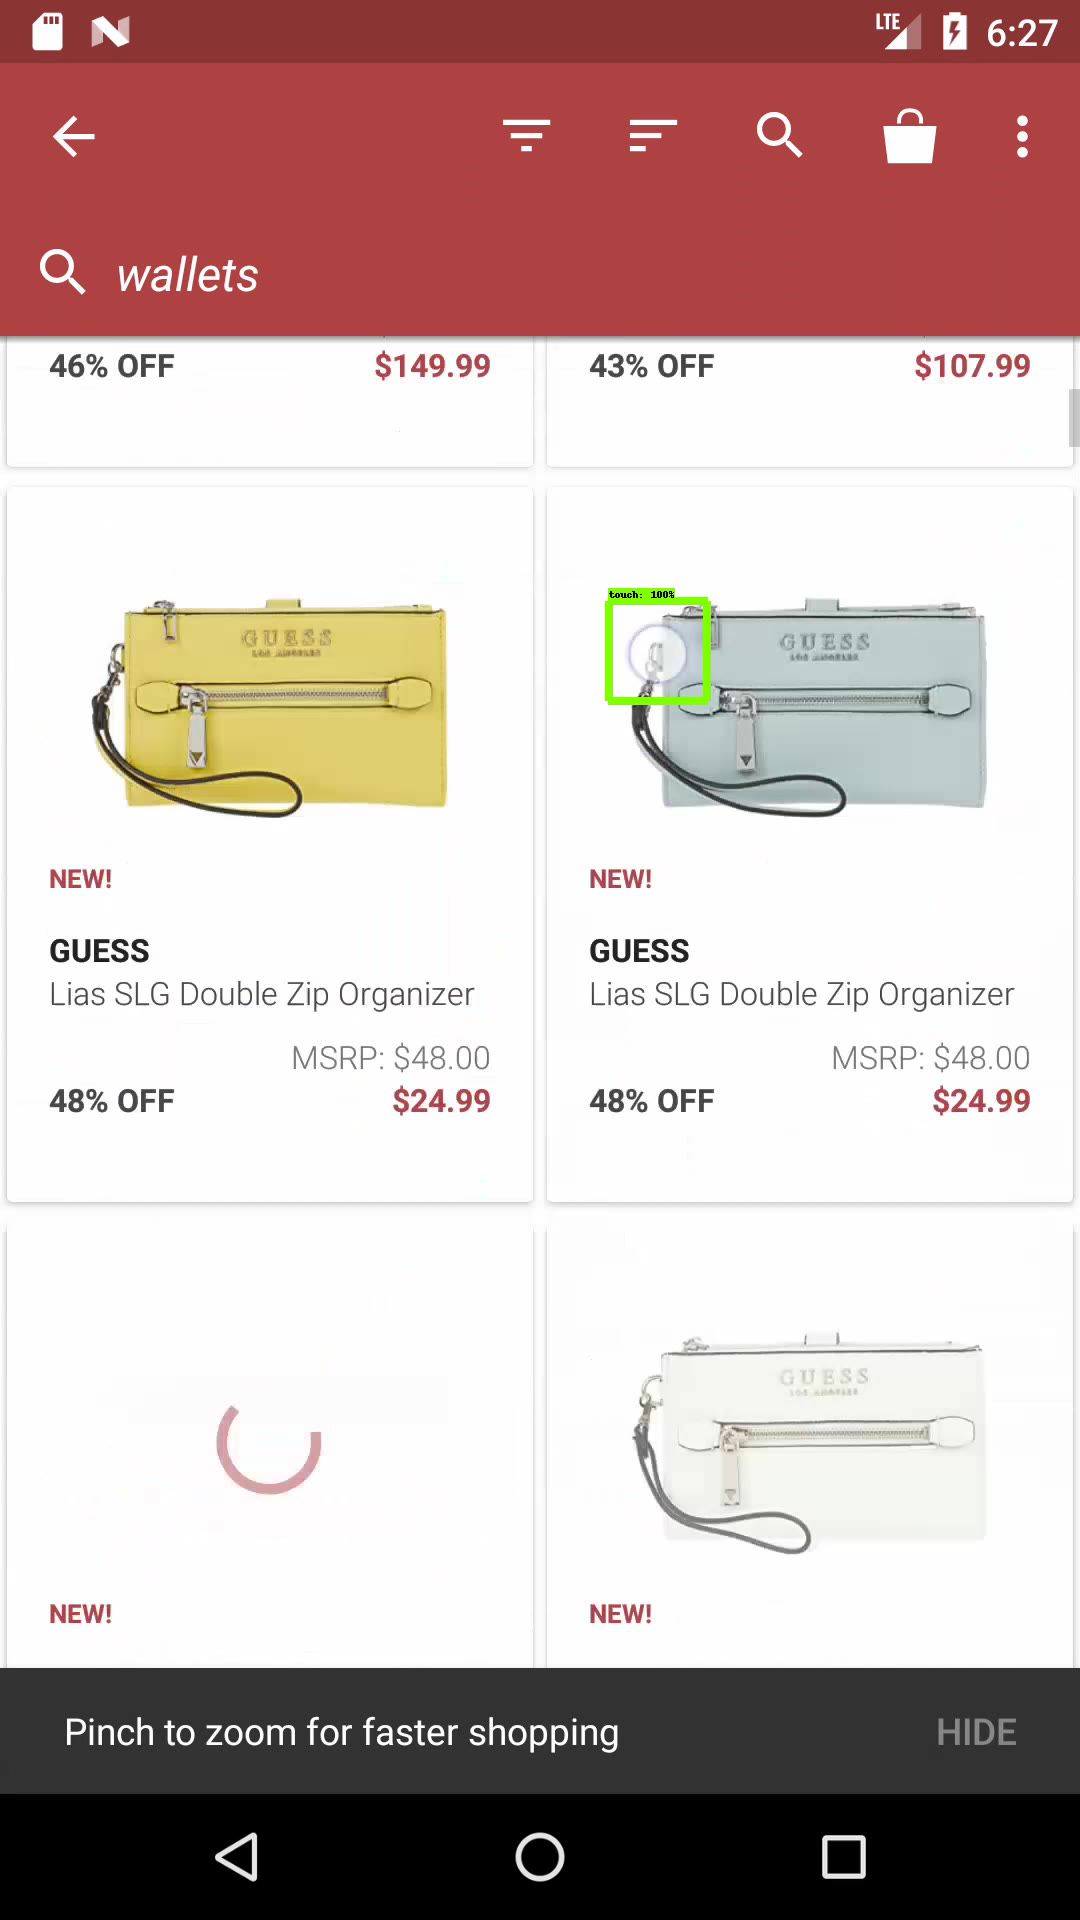 LTE 6:27
wallets
46% OFF $149.99
43% OFF $107.99
touch: 100%
GUESS
LOS ANGELES
GUESS
LOS ANGELES
NEW!
NEW!
GUESS
GUESS
Lias SLG Double Zip Organizer
Lias SLG Double Zip Organizer
MSRP: $48.00
MSRP: $48.00
48% OFF $24.99
48% OFF $24.99
GUESS
LOS ANGELES
NEW!
NEW!
Pinch to zoom for faster shopping HIDE